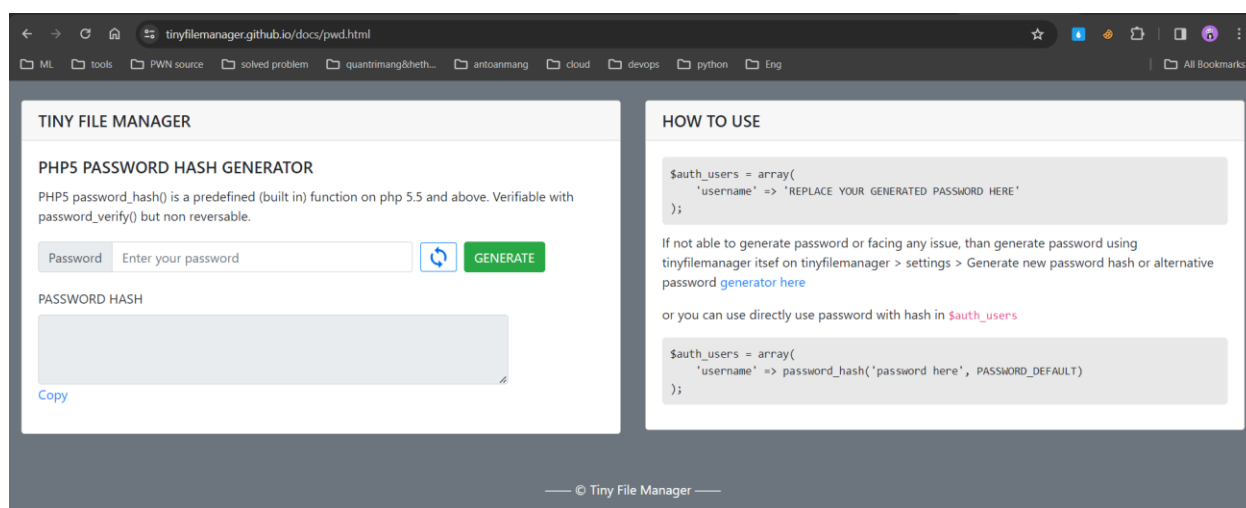 tinyfilemanager.github.io/docs/pwd.html
ML tools PWN source solved problem quantrimang&heth... antoanmang cloud devops python Eng All Bookmarks
TINY FILE MANAGER
PHP5 PASSWORD HASH GENERATOR
PHP5 password_hash() is a predefined (built in) function on php 5.5 and above. Verifiable with
password_verify() but non reversable.
Password Enter your password GENERATE
PASSWORD HASH
Copy
HOW TO USE
$auth_users = array(
'username' => 'REPLACE YOUR GENERATED PASSWORD HERE'
);
If not able to generate password or facing any issue, than generate password using
tinyfilemanager itsef on tinyfilemanager > settings > Generate new password hash or alternative
password generator here
or you can use directly use password with hash in $auth_users
$auth_users = array(
'username' => password_hash('password here', PASSWORD_DEFAULT)
);
—— © Tiny File Manager ——